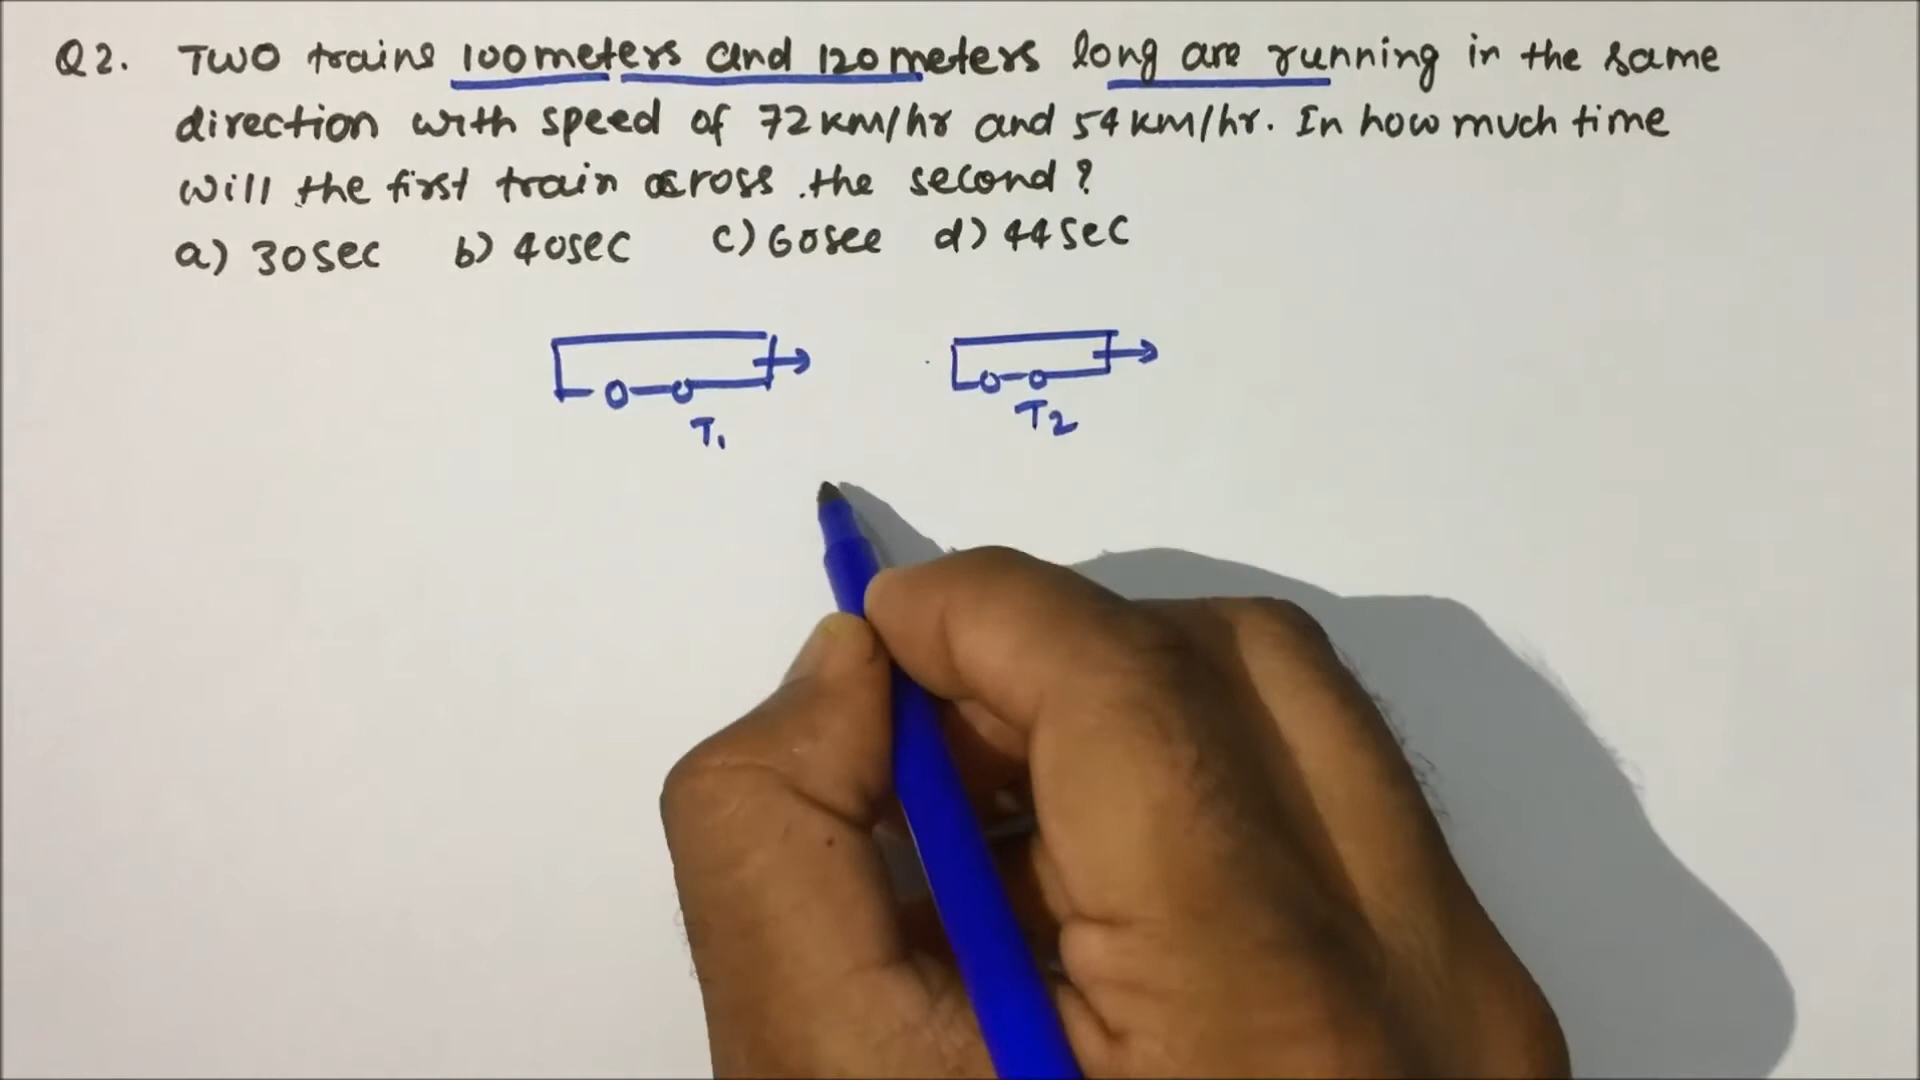 Q2. Two trains 100meters and 120meters long are running in the same
direction with speed of 72km/hr and 54km/hr. In how much time
will the first train across the second?
a) 30sec b) 40sec c) 60sec d) 44sec
T1 T2